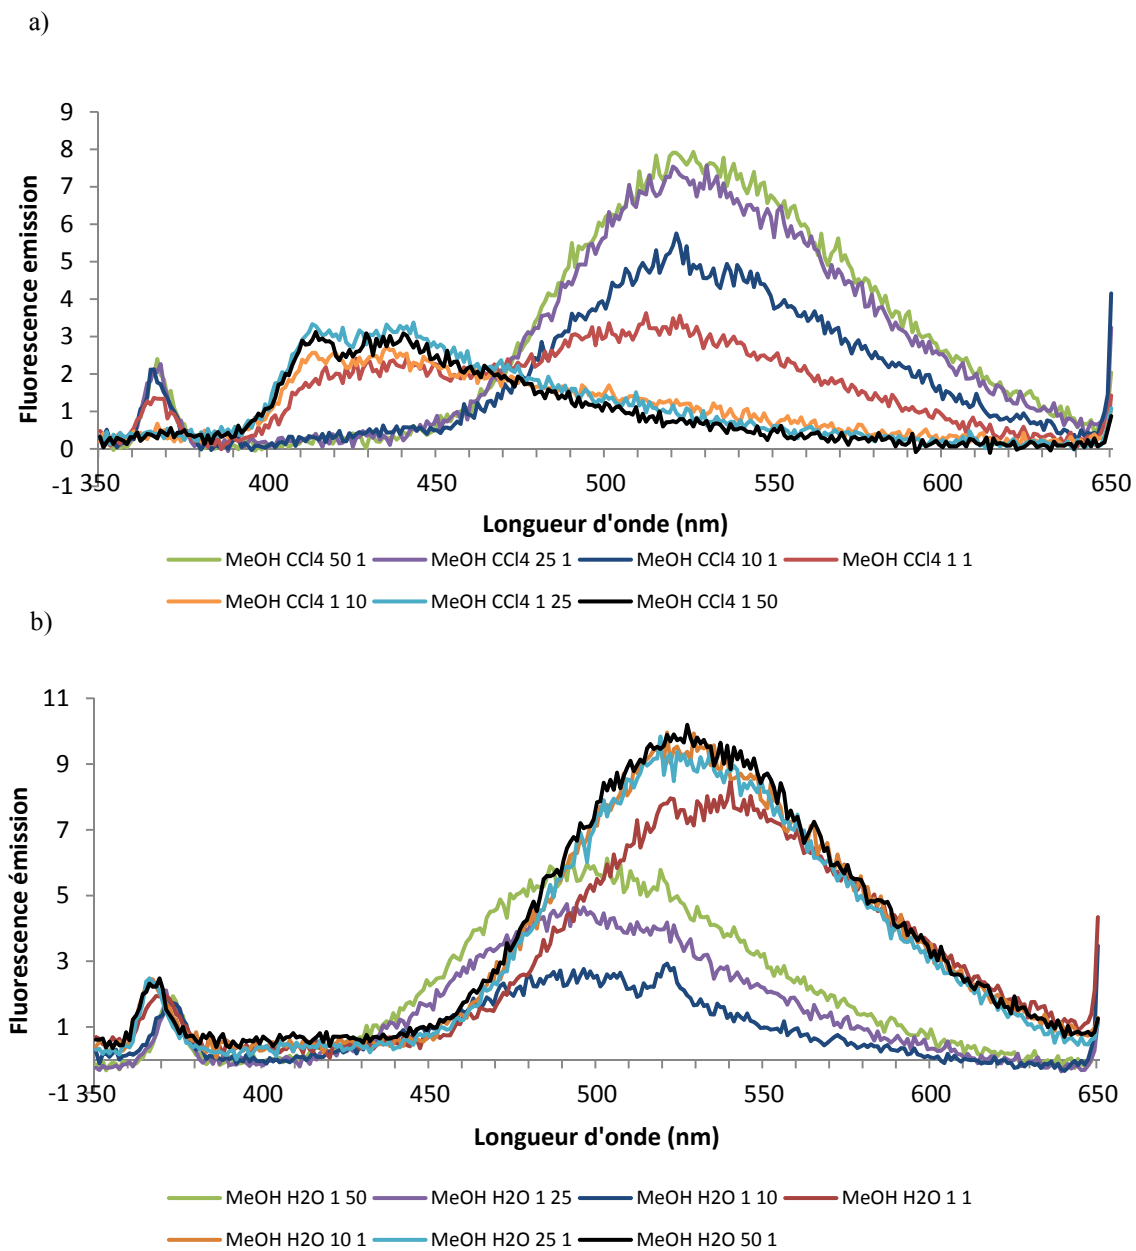 a)
9
8
7
6
5
4
3
2
1
0
-1
Fluorescence emission
350 400 450 500 550 600 650
Longueur d'onde (nm)
MeOH CCl4 50 1 MeOH CCl4 25 1 MeOH CCl4 10 1 MeOH CCl4 1 1
MeOH CCl4 1 10 MeOH CCl4 1 25 MeOH CCl4 1 50
b)
11
9
7
5
3
1
-1
Fluorescence émission
350 400 450 500 550 600 650
Longueur d'onde (nm)
MeOH H2O 1 50 MeOH H2O 1 25 MeOH H2O 1 10 MeOH H2O 1 1
MeOH H2O 10 1 MeOH H2O 25 1 MeOH H2O 50 1